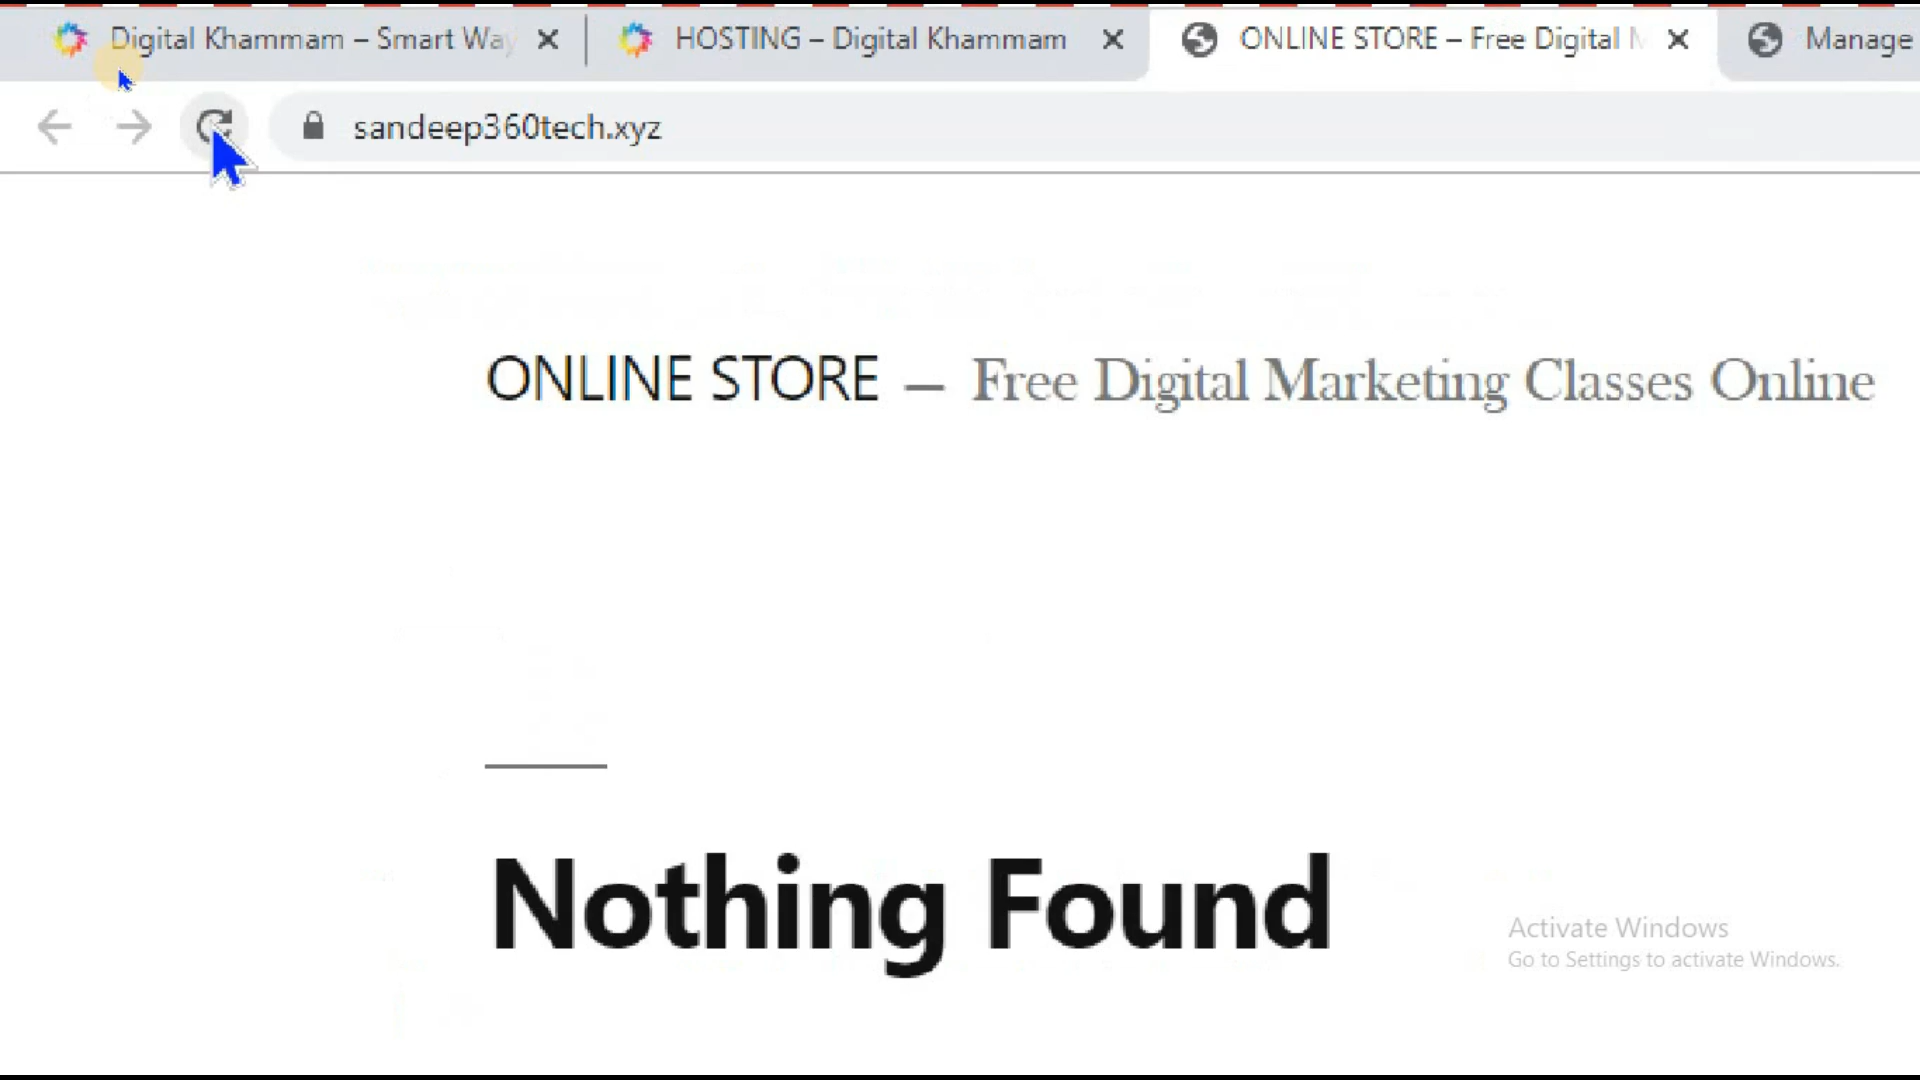 Digital Khammam – Smart Way
HOSTING – Digital Khammam
ONLINE STORE – Free Digital M
Manage
sandeep360tech.xyz
ONLINE STORE — Free Digital Marketing Classes Online
Nothing Found
Activate Windows
Go to Settings to activate Windows.